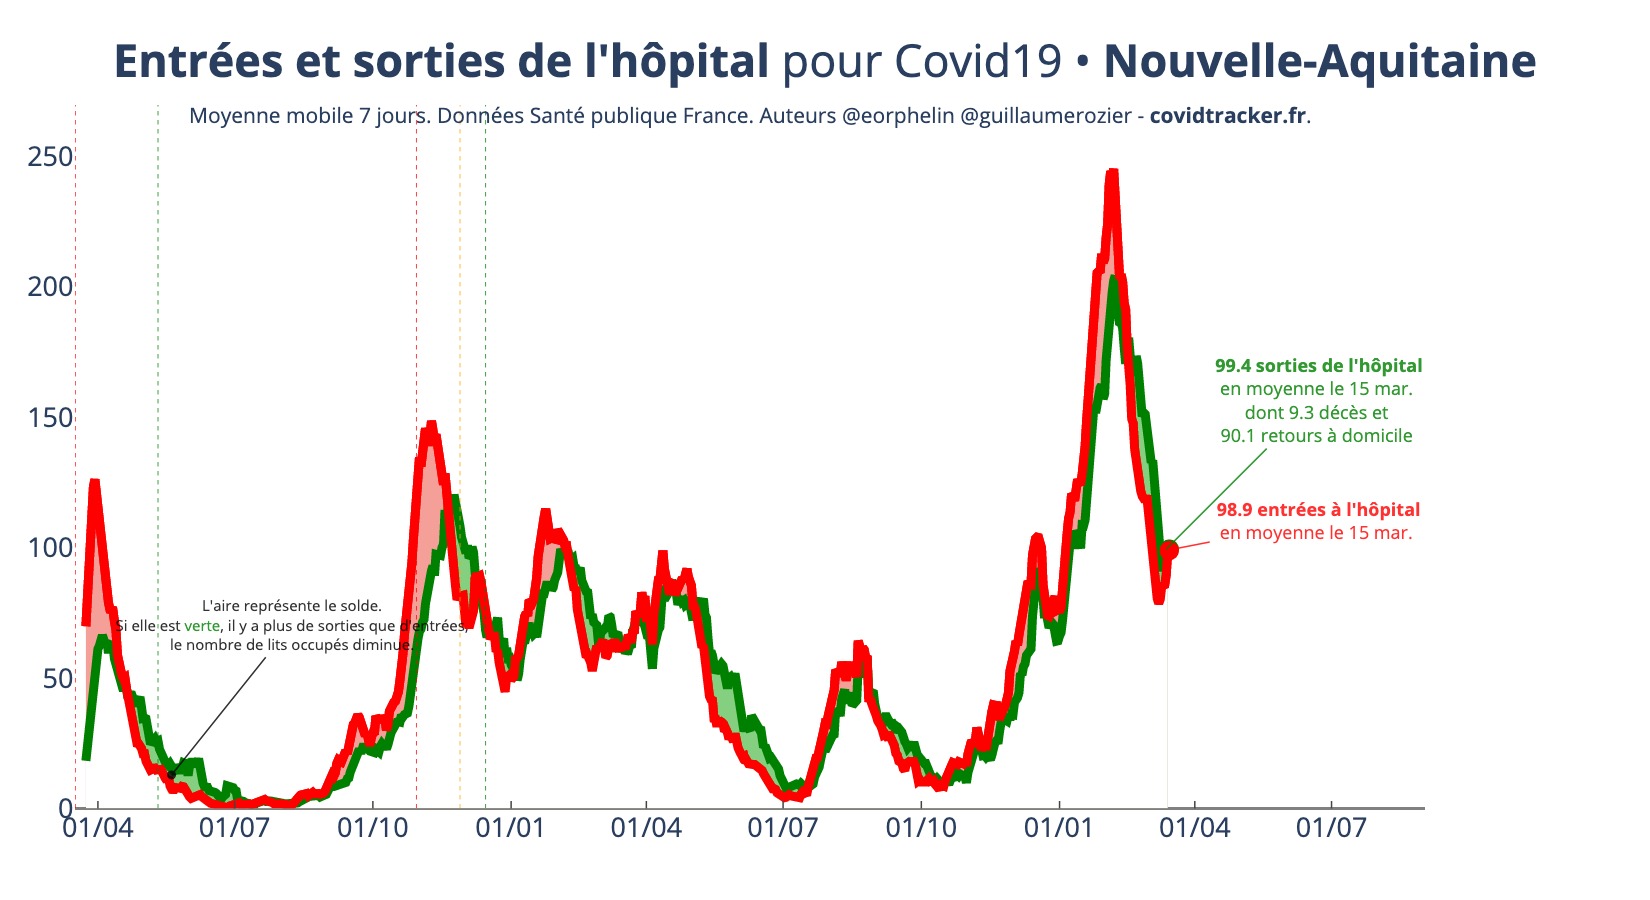 Entrées et sorties de l'hôpital pour Covid19 • Nouvelle-Aquitaine
Moyenne mobile 7 jours. Données Santé publique France. Auteurs @eorphelin @guillaumerozier - covidtracker.fr.
250
200
150
100
50
0
99.4 sorties de l'hôpital
en moyenne le 15 mar.
dont 9.3 décès et
90.1 retours à domicile
98.9 entrées à l'hôpital
en moyenne le 15 mar.
L'aire représente le solde.
Si elle est verte, il y a plus de sorties que d'entrées,
le nombre de lits occupés diminue.
01/04 01/07 01/10 01/01 01/04 01/07 01/10 01/01 01/04 01/07